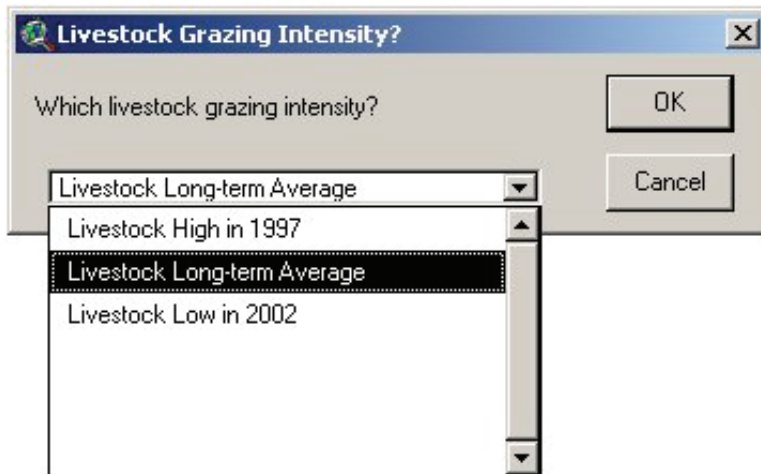 Livestock Grazing Intensity?
Which livestock grazing intensity?
OK
Cancel
Livestock Long-term Average
Livestock High in 1997
Livestock Long-term Average
Livestock Low in 2002